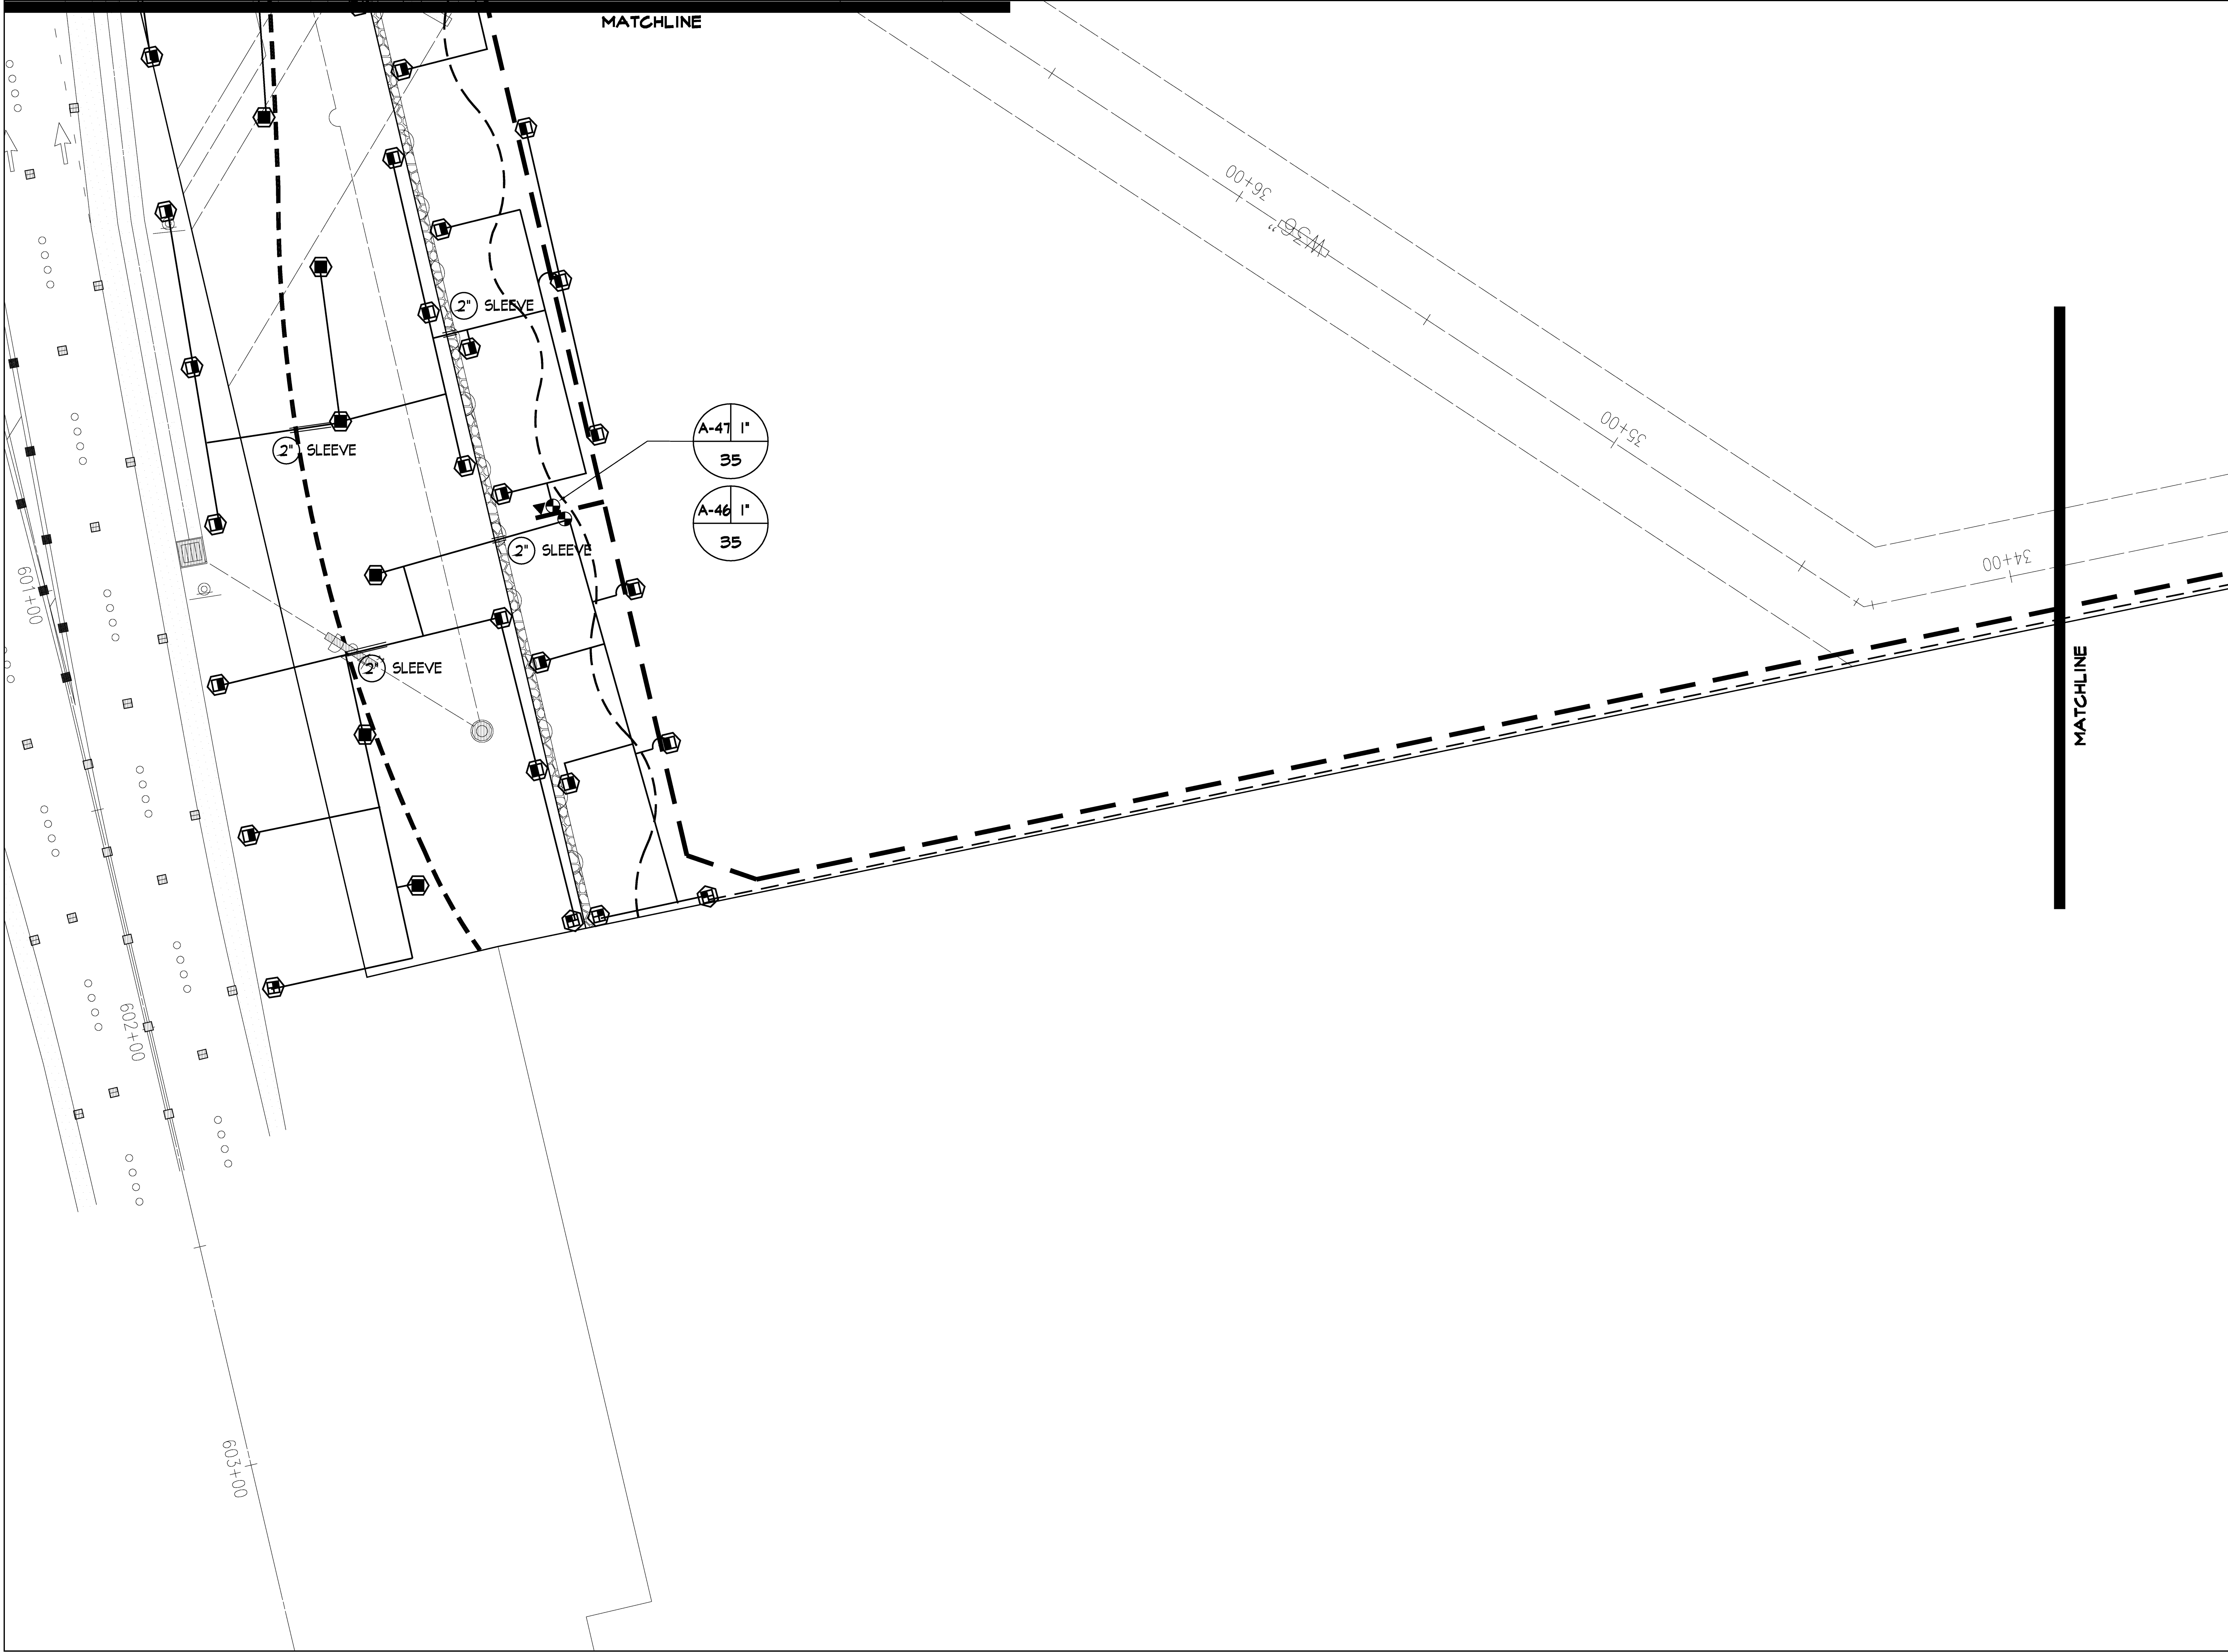 MATCHLINE
36+00
"W36"
2" SLEEVE
35+00
A-47 1"
35
2" SLEEVE
A-46 1"
35
2" SLEEVE
34+00
601+00
2" SLEEVE
MATCHLINE
602+00
603+00